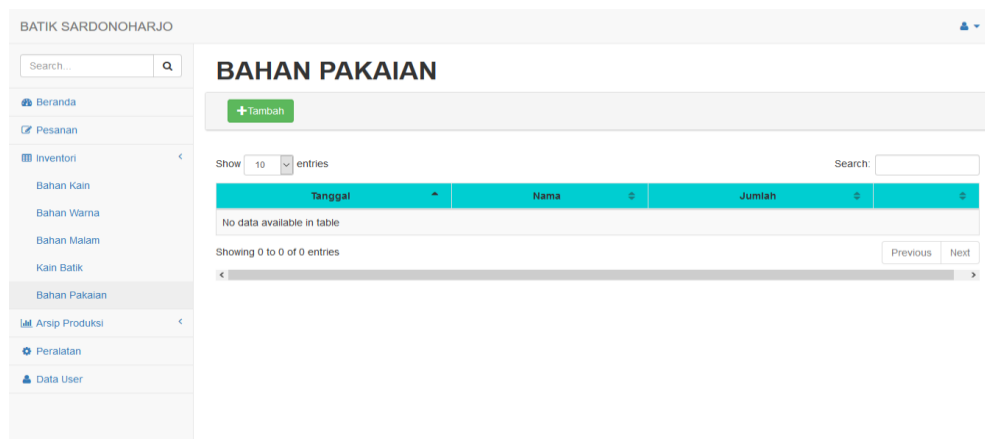 BATIK SARDONOHARJO
Search...
Beranda
Pesanan
Inventori
Bahan Kain
Bahan Warna
Bahan Malam
Kain Batik
Bahan Pakaian
Arsip Produksi
Peralatan
Data User
BAHAN PAKAIAN
+Tambah
Show 10 entries
Search:
Tanggal Nama Jumlah
No data available in table
Showing 0 to 0 of 0 entries
Previous Next